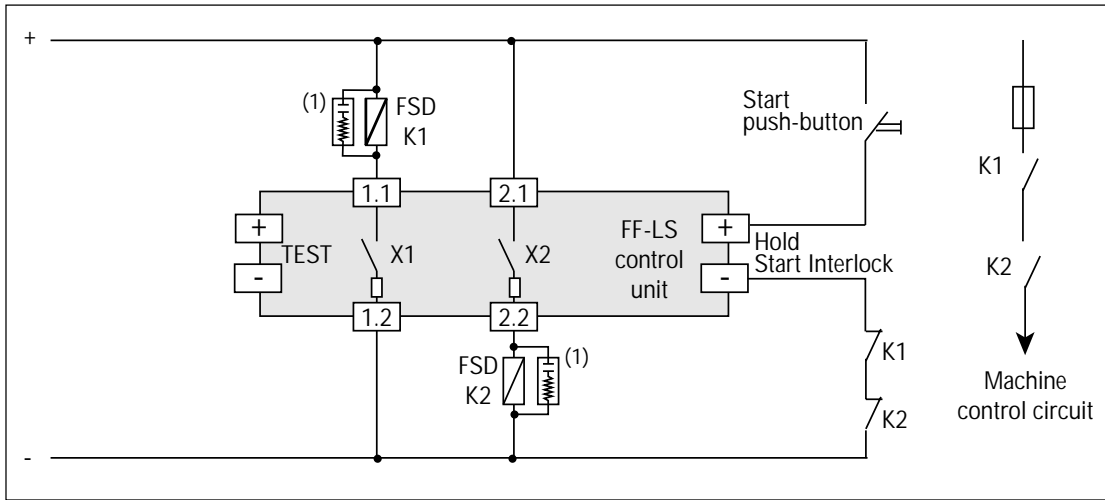 +
(1)
FSD
K1
Start
push-button
K1
1.1
2.1
+
-
TEST
X1
X2
FF-LS
control
unit
+
-
Hold
Start Interlock
K2
1.2
2.2
FSD
K2
(1)
K1
K2
Machine
control circuit
-